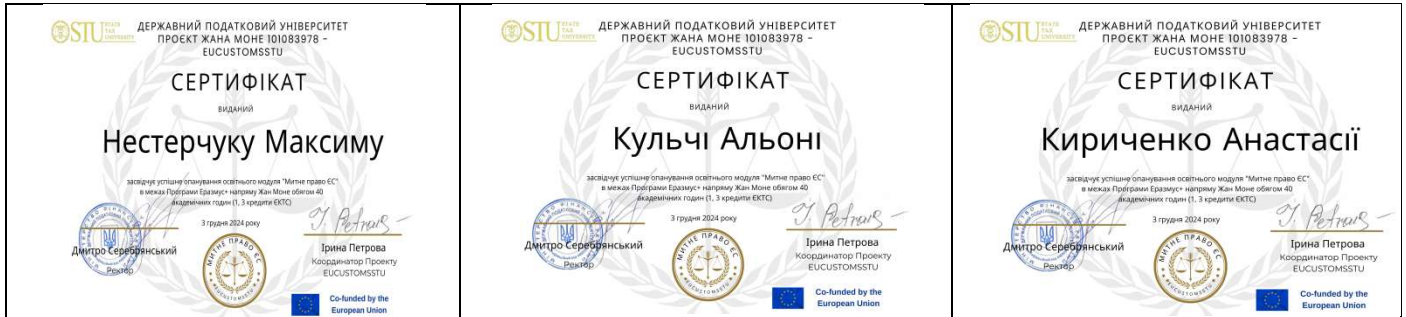 STU STATE TAX UNIVERSITY
ДЕРЖАВНИЙ ПОДАТКОВИЙ УНІВЕРСИТЕТ
ПРОЄКТ ЖАНА МОНЕ 101083978 –
EUCUSTOMSSTU
СЕРТИФІКАТ
ВИДАНИЙ
Нестерчуку Максиму
засвідчує успішне опанування освітнього модуля "Митне право ЄС"
в межах Програми Еразмус+ напряму Жан Моне обягом 40
академічних годин (1, 3 кредити ЄКТС)
3 грудня 2024 року
Дмитро Серебрянський
Ректор
МИТНЕ ПРАВО ЄС
#EUCUSTOMSSTU
Ірина Петрова
Координатор Проекту
EUCUSTOMSSTU
Co-funded by the
European Union
STU STATE TAX UNIVERSITY
ДЕРЖАВНИЙ ПОДАТКОВИЙ УНІВЕРСИТЕТ
ПРОЄКТ ЖАНА МОНЕ 101083978 –
EUCUSTOMSSTU
СЕРТИФІКАТ
ВИДАНИЙ
Кульчі Альоні
засвідчує успішне опанування освітнього модуля "Митне право ЄС"
в межах Програми Еразмус+ напряму Жан Моне обягом 40
академічних годин (1, 3 кредити ЄКТС)
3 грудня 2024 року
Дмитро Серебрянський
Ректор
МИТНЕ ПРАВО ЄС
#EUCUSTOMSSTU
Ірина Петрова
Координатор Проекту
EUCUSTOMSSTU
Co-funded by the
European Union
STU STATE TAX UNIVERSITY
ДЕРЖАВНИЙ ПОДАТКОВИЙ УНІВЕРСИТЕТ
ПРОЄКТ ЖАНА МОНЕ 101083978 –
EUCUSTOMSSTU
СЕРТИФІКАТ
ВИДАНИЙ
Кириченко Анастасії
засвідчує успішне опанування освітнього модуля "Митне право ЄС"
в межах Програми Еразмус+ напряму Жан Моне обягом 40
академічних годин (1, 3 кредити ЄКТС)
3 грудня 2024 року
Дмитро Серебрянський
Ректор
МИТНЕ ПРАВО ЄС
#EUCUSTOMSSTU
Ірина Петрова
Координатор Проекту
EUCUSTOMSSTU
Co-funded by the
European Union